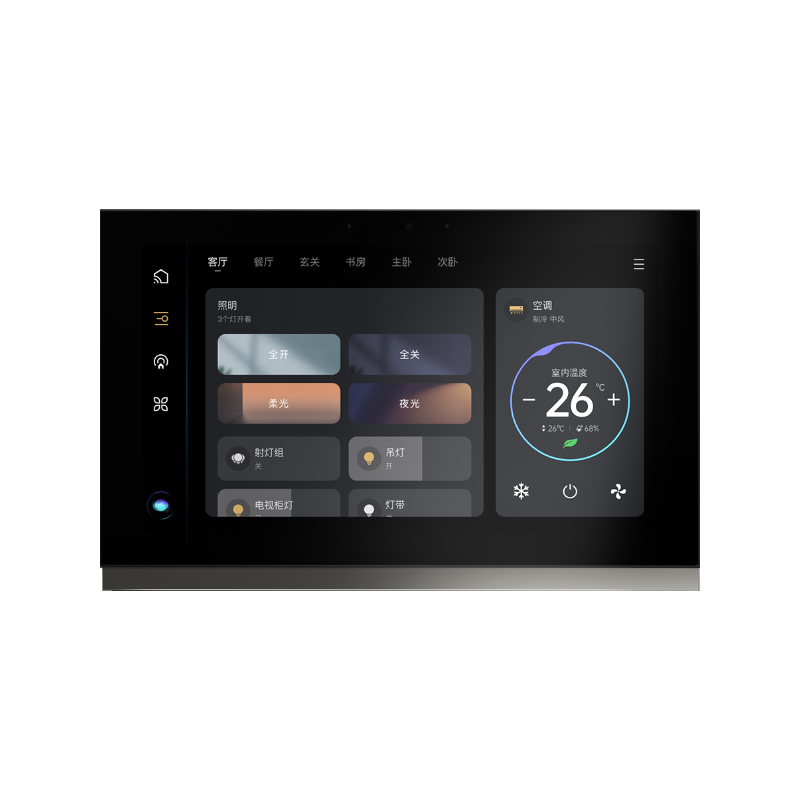 客厅 餐厅 玄关 书房 主卧 次卧
照明
3个灯开着
全开 全关
柔光 夜光
射灯组
关
吊灯
开
电视柜灯
灯带
空调
制冷 中风
室内温度
26℃
26℃ 68%